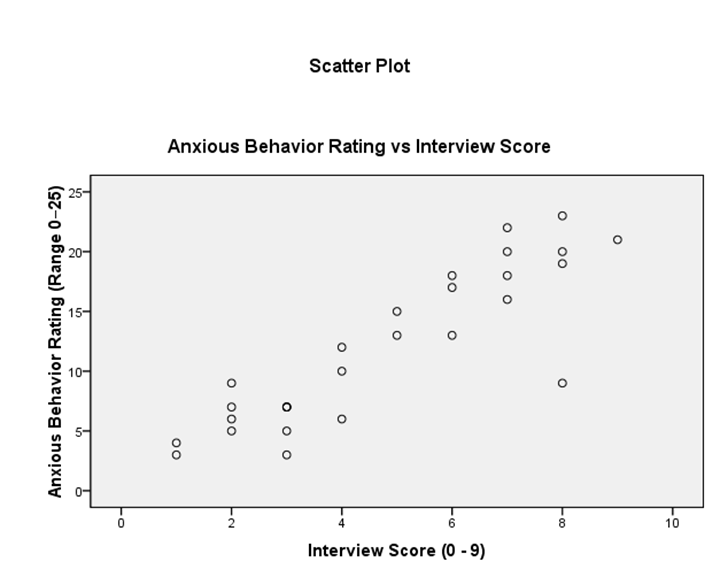 Scatter Plot
Anxious Behavior Rating vs Interview Score
Anxious Behavior Rating (Range 0–25)
25
20
15
10
5
0
0 2 4 6 8 10
Interview Score (0 - 9)